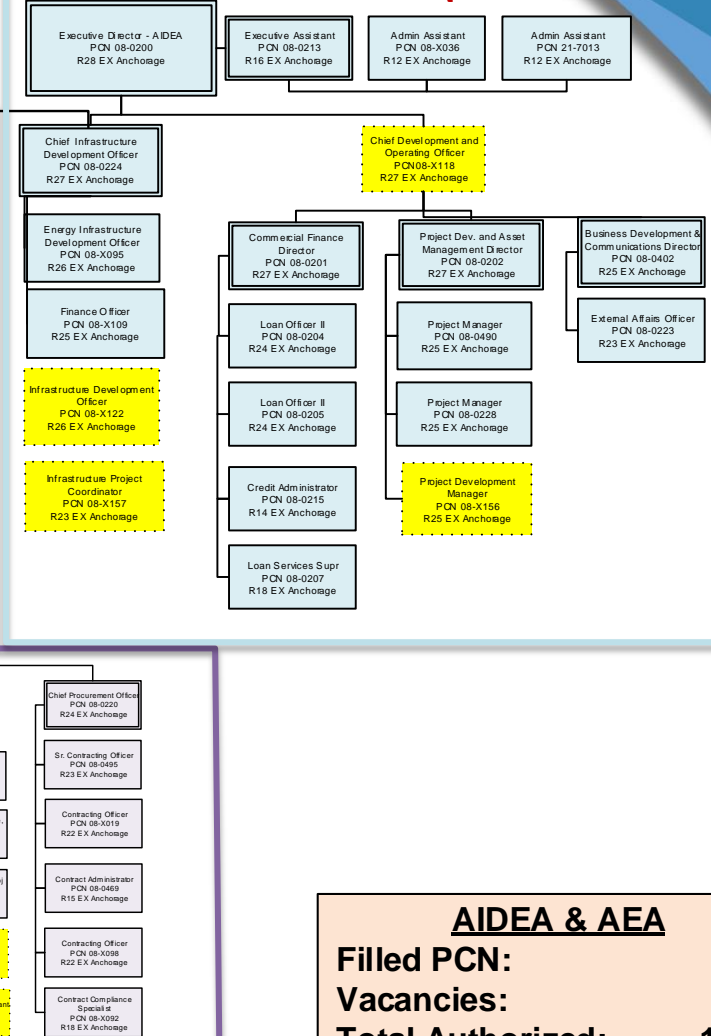 Executive Director - AIDEA
PCN 08-0200
R28 EX Anchorage
Executive Assistant
PCN 08-0213
R16 EX Anchorage
Admin Assistant
PCN 08-X036
R12 EX Anchorage
Admin Assistant
PCN 21-7013
R12 EX Anchorage
Chief Infrastructure
Development Officer
PCN 08-0224
R27 EX Anchorage
Chief Development and
Operating Officer
PCN08-X118
R27 EX Anchorage
Energy Infrastructure
Development Officer
PCN 08-X095
R26 EX Anchorage
Finance Officer
PCN 08-X109
R25 EX Anchorage
Infrastructure Development
Officer
PCN 08-X122
R26 EX Anchorage
Infrastructure Project
Coordinator
PCN 08-X157
R23 EX Anchorage
Commercial Finance
Director
PCN 08-0201
R27 EX Anchorage
Loan Officer II
PCN 08-0204
R24 EX Anchorage
Loan Officer II
PCN 08-0205
R24 EX Anchorage
Credit Administrator
PCN 08-0215
R14 EX Anchorage
Loan Services Supr
PCN 08-0207
R18 EX Anchorage
Project Dev. and Asset
Management Director
PCN 08-0202
R27 EX Anchorage
Project Manager
PCN 08-0490
R25 EX Anchorage
Project Manager
PCN 08-0228
R25 EX Anchorage
Project Development
Manager
PCN 08-X156
R25 EX Anchorage
Business Development &
Communications Director
PCN 08-0402
R25 EX Anchorage
External Affairs Officer
PCN 08-0223
R23 EX Anchorage
Chief Procurement Officer
PCN 08-0220
R24 EX Anchorage
Sr. Contracting Officer
PCN 08-0495
R23 EX Anchorage
Contracting Officer
PCN 08-X019
R22 EX Anchorage
Contract Administrator
PCN 08-0469
R15 EX Anchorage
Contracting Officer
PCN 08-X098
R22 EX Anchorage
Contract Compliance
Specialist
PCN 08-X092
R18 EX Anchorage
AIDEA & AEA
Filled PCN:
Vacancies:
Total Authorized: